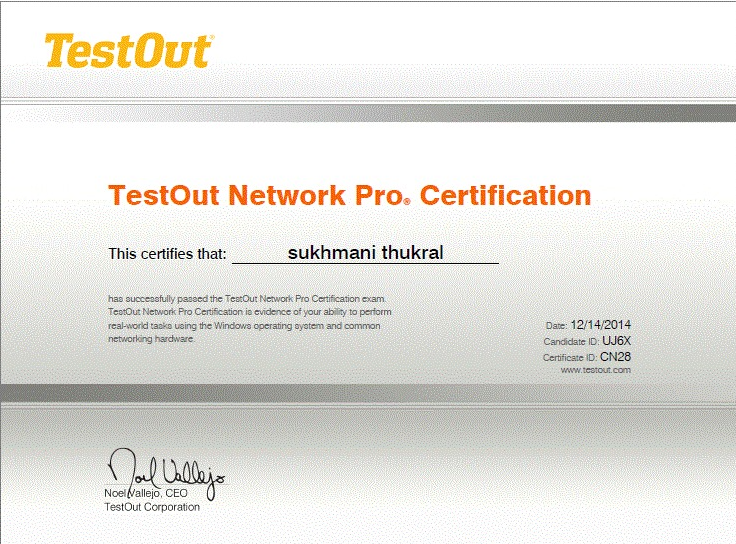 TestOut®
TestOut Network Pro® Certification
This certifies that: sukhmani thukral
has successfully passed the TestOut Network Pro Certification exam.
TestOut Network Pro Certification is evidence of your ability to perform
real-world tasks using the Windows operating system and common
networking hardware.
Date: 12/14/2014
Candidate ID: UJ6X
Certificate ID: CN28
www.testout.com
Noel Vallejo
Noel Vallejo, CEO
TestOut Corporation